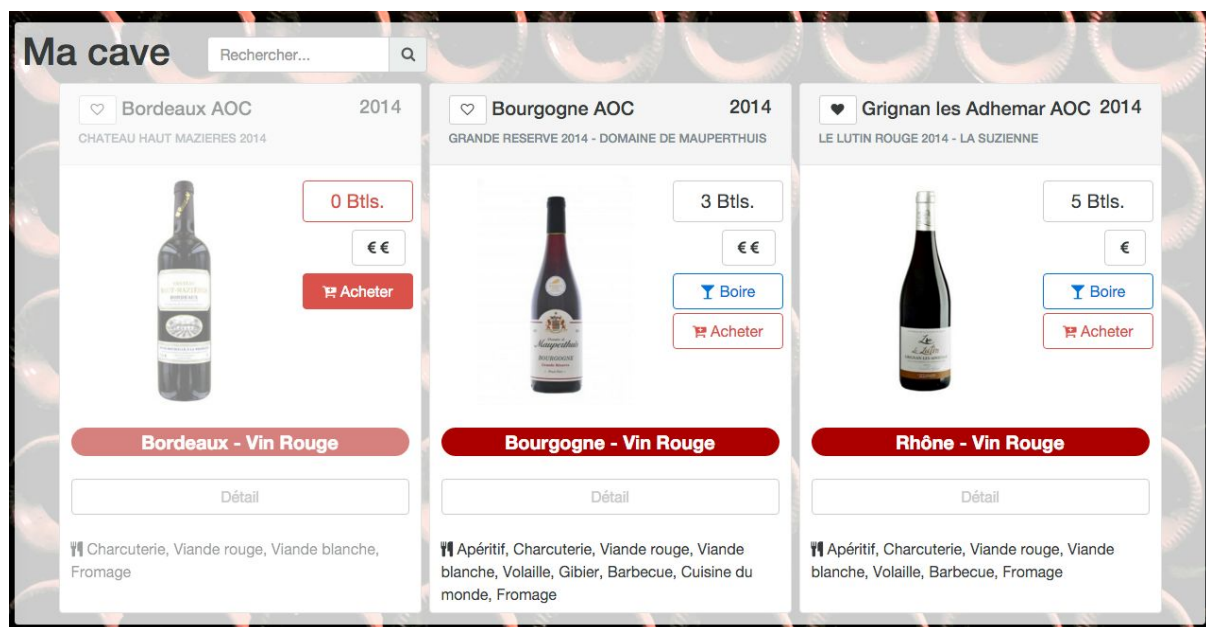 Ma cave
Rechercher...
Bordeaux AOC 2014
CHATEAU HAUT MAZIERES 2014
0 Btls.
€€
Acheter
Bordeaux - Vin Rouge
Détail
Charcuterie, Viande rouge, Viande blanche,
Fromage
Bourgogne AOC 2014
GRANDE RESERVE 2014 - DOMAINE DE MAUPERTHUIS
3 Btls.
€€
Boire
Acheter
Mauperthuis
BOURGOGNE
Bourgogne - Vin Rouge
Détail
Apéritif, Charcuterie, Viande rouge, Viande
blanche, Volaille, Gibier, Barbecue, Cuisine du
monde, Fromage
Grignan les Adhemar AOC 2014
LE LUTIN ROUGE 2014 - LA SUZIENNE
5 Btls.
€
Boire
Acheter
Rhône - Vin Rouge
Détail
Apéritif, Charcuterie, Viande rouge, Viande
blanche, Volaille, Barbecue, Fromage